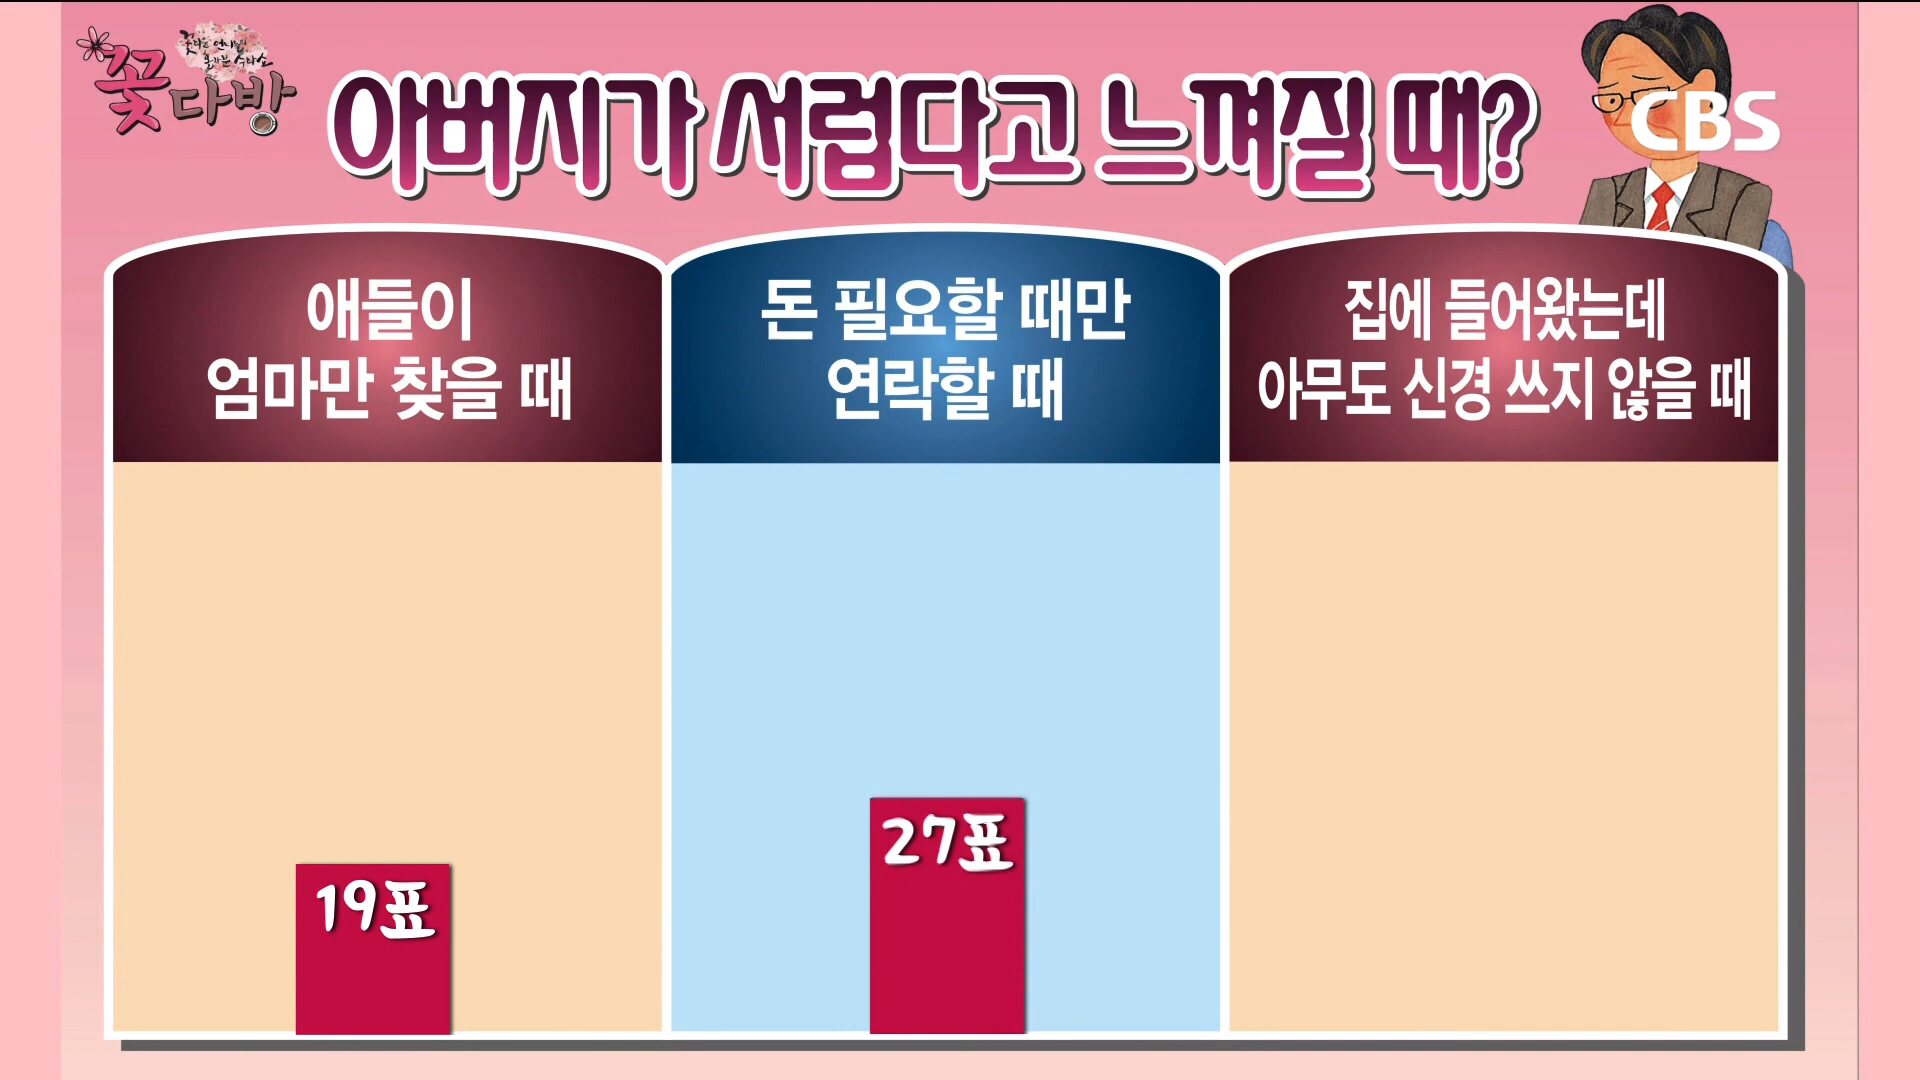 꽃다방
아버지가 서럽다고 느껴질 때?
CBS
애들이
엄마만 찾을 때
돈 필요할 때만
연락할 때
집에 들어왔는데
아무도 신경 쓰지 않을 때
19표
27표